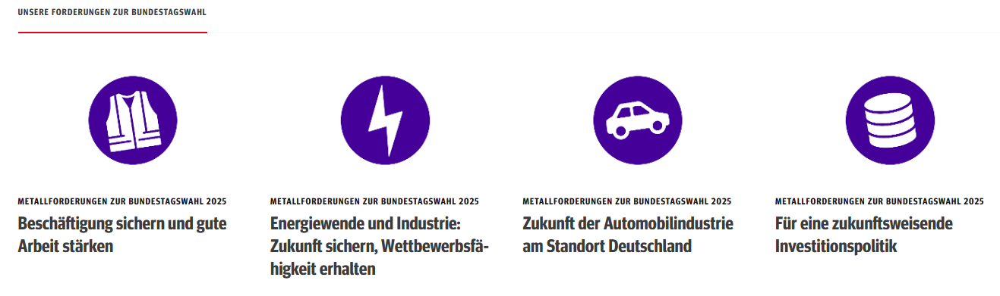 UNSERE FORDERUNGEN ZUR BUNDESTAGSWAHL
METALLFORDERUNGEN ZUR BUNDESTAGSWAHL 2025
Beschäftigung sichern und gute
Arbeit stärken
METALLFORDERUNGEN ZUR BUNDESTAGSWAHL 2025
Energiewende und Industrie:
Zukunft sichern, Wettbewerbsfä-
higkeit erhalten
METALLFORDERUNGEN ZUR BUNDESTAGSWAHL 2025
Zukunft der Automobilindustrie
am Standort Deutschland
METALLFORDERUNGEN ZUR BUNDESTAGSWAHL 2025
Für eine zukunftsweisende
Investitionspolitik